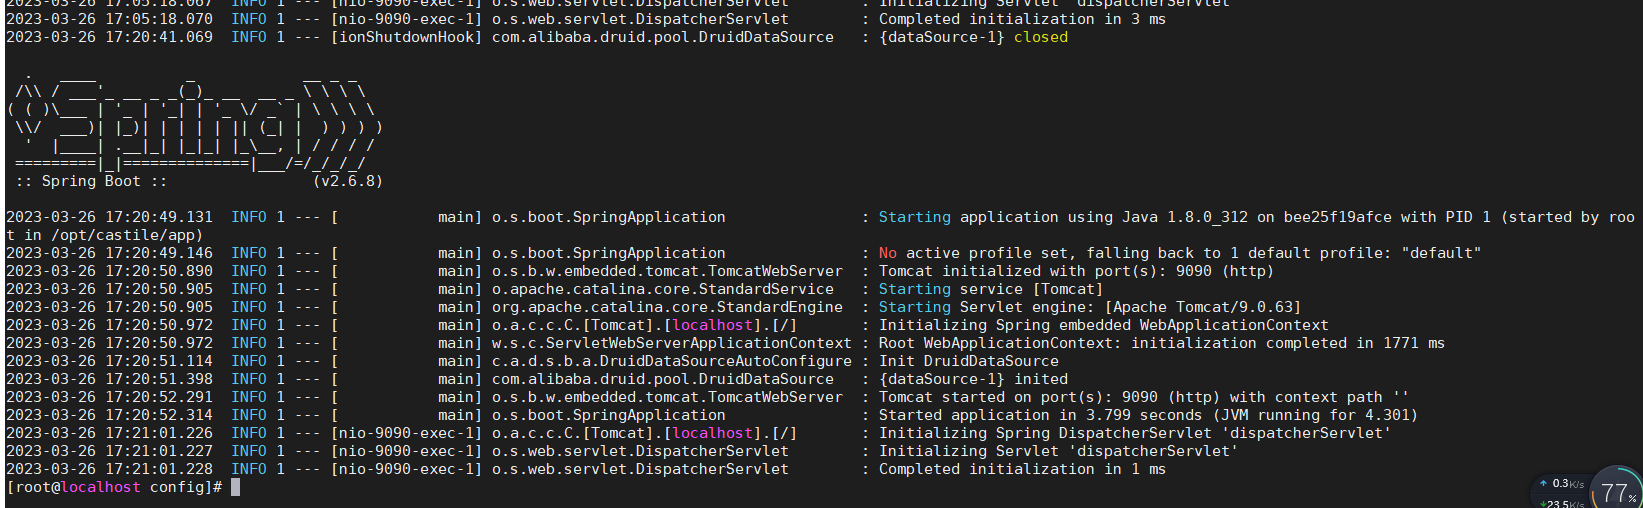 2023-03-26 17:05:18.067  INFO 1 --- [nio-9090-exec-1] o.s.web.servlet.DispatcherServlet        : Initializing Servlet 'dispatcherServlet'
2023-03-26 17:05:18.070  INFO 1 --- [nio-9090-exec-1] o.s.web.servlet.DispatcherServlet        : Completed initialization in 3 ms
2023-03-26 17:20:41.069  INFO 1 --- [ionShutdownHook] com.alibaba.druid.pool.DruidDataSource   : {dataSource-1} closed
  .   ____          _            __ _ _
 /\\ / ___'_ __ _ _(_)_ __  __ _ \ \ \ \
( ( )\___ | '_ | '_| | '_ \/ _` | \ \ \ \
 \\/  ___)| |_)| | | | | || (_| |  ) ) ) )
  '  |____| .__|_| |_|_| |_\__, | / / / /
 =========|_|==============|___/=/_/_/_/
 :: Spring Boot ::                (v2.6.8)
2023-03-26 17:20:49.131  INFO 1 --- [           main] o.s.boot.SpringApplication               : Starting application using Java 1.8.0_312 on bee25f19afce with PID 1 (started by roo
t in /opt/castile/app)
2023-03-26 17:20:49.146  INFO 1 --- [           main] o.s.boot.SpringApplication               : No active profile set, falling back to 1 default profile: "default"
2023-03-26 17:20:50.890  INFO 1 --- [           main] o.s.b.w.embedded.tomcat.TomcatWebServer  : Tomcat initialized with port(s): 9090 (http)
2023-03-26 17:20:50.905  INFO 1 --- [           main] o.apache.catalina.core.StandardService   : Starting service [Tomcat]
2023-03-26 17:20:50.905  INFO 1 --- [           main] org.apache.catalina.core.StandardEngine  : Starting Servlet engine: [Apache Tomcat/9.0.63]
2023-03-26 17:20:50.972  INFO 1 --- [           main] o.a.c.c.C.[Tomcat].[localhost].[/]       : Initializing Spring embedded WebApplicationContext
2023-03-26 17:20:50.972  INFO 1 --- [           main] w.s.c.ServletWebServerApplicationContext : Root WebApplicationContext: initialization completed in 1771 ms
2023-03-26 17:20:51.114  INFO 1 --- [           main] c.a.d.s.b.a.DruidDataSourceAutoConfigure : Init DruidDataSource
2023-03-26 17:20:51.398  INFO 1 --- [           main] com.alibaba.druid.pool.DruidDataSource   : {dataSource-1} inited
2023-03-26 17:20:52.291  INFO 1 --- [           main] o.s.b.w.embedded.tomcat.TomcatWebServer  : Tomcat started on port(s): 9090 (http) with context path ''
2023-03-26 17:20:52.314  INFO 1 --- [           main] o.s.boot.SpringApplication               : Started application in 3.799 seconds (JVM running for 4.301)
2023-03-26 17:21:01.226  INFO 1 --- [nio-9090-exec-1] o.a.c.c.C.[Tomcat].[localhost].[/]       : Initializing Spring DispatcherServlet 'dispatcherServlet'
2023-03-26 17:21:01.227  INFO 1 --- [nio-9090-exec-1] o.s.web.servlet.DispatcherServlet        : Initializing Servlet 'dispatcherServlet'
2023-03-26 17:21:01.228  INFO 1 --- [nio-9090-exec-1] o.s.web.servlet.DispatcherServlet        : Completed initialization in 1 ms
[root@localhost config]#
↑ 0.3K/s
77%
↓23.5K/s